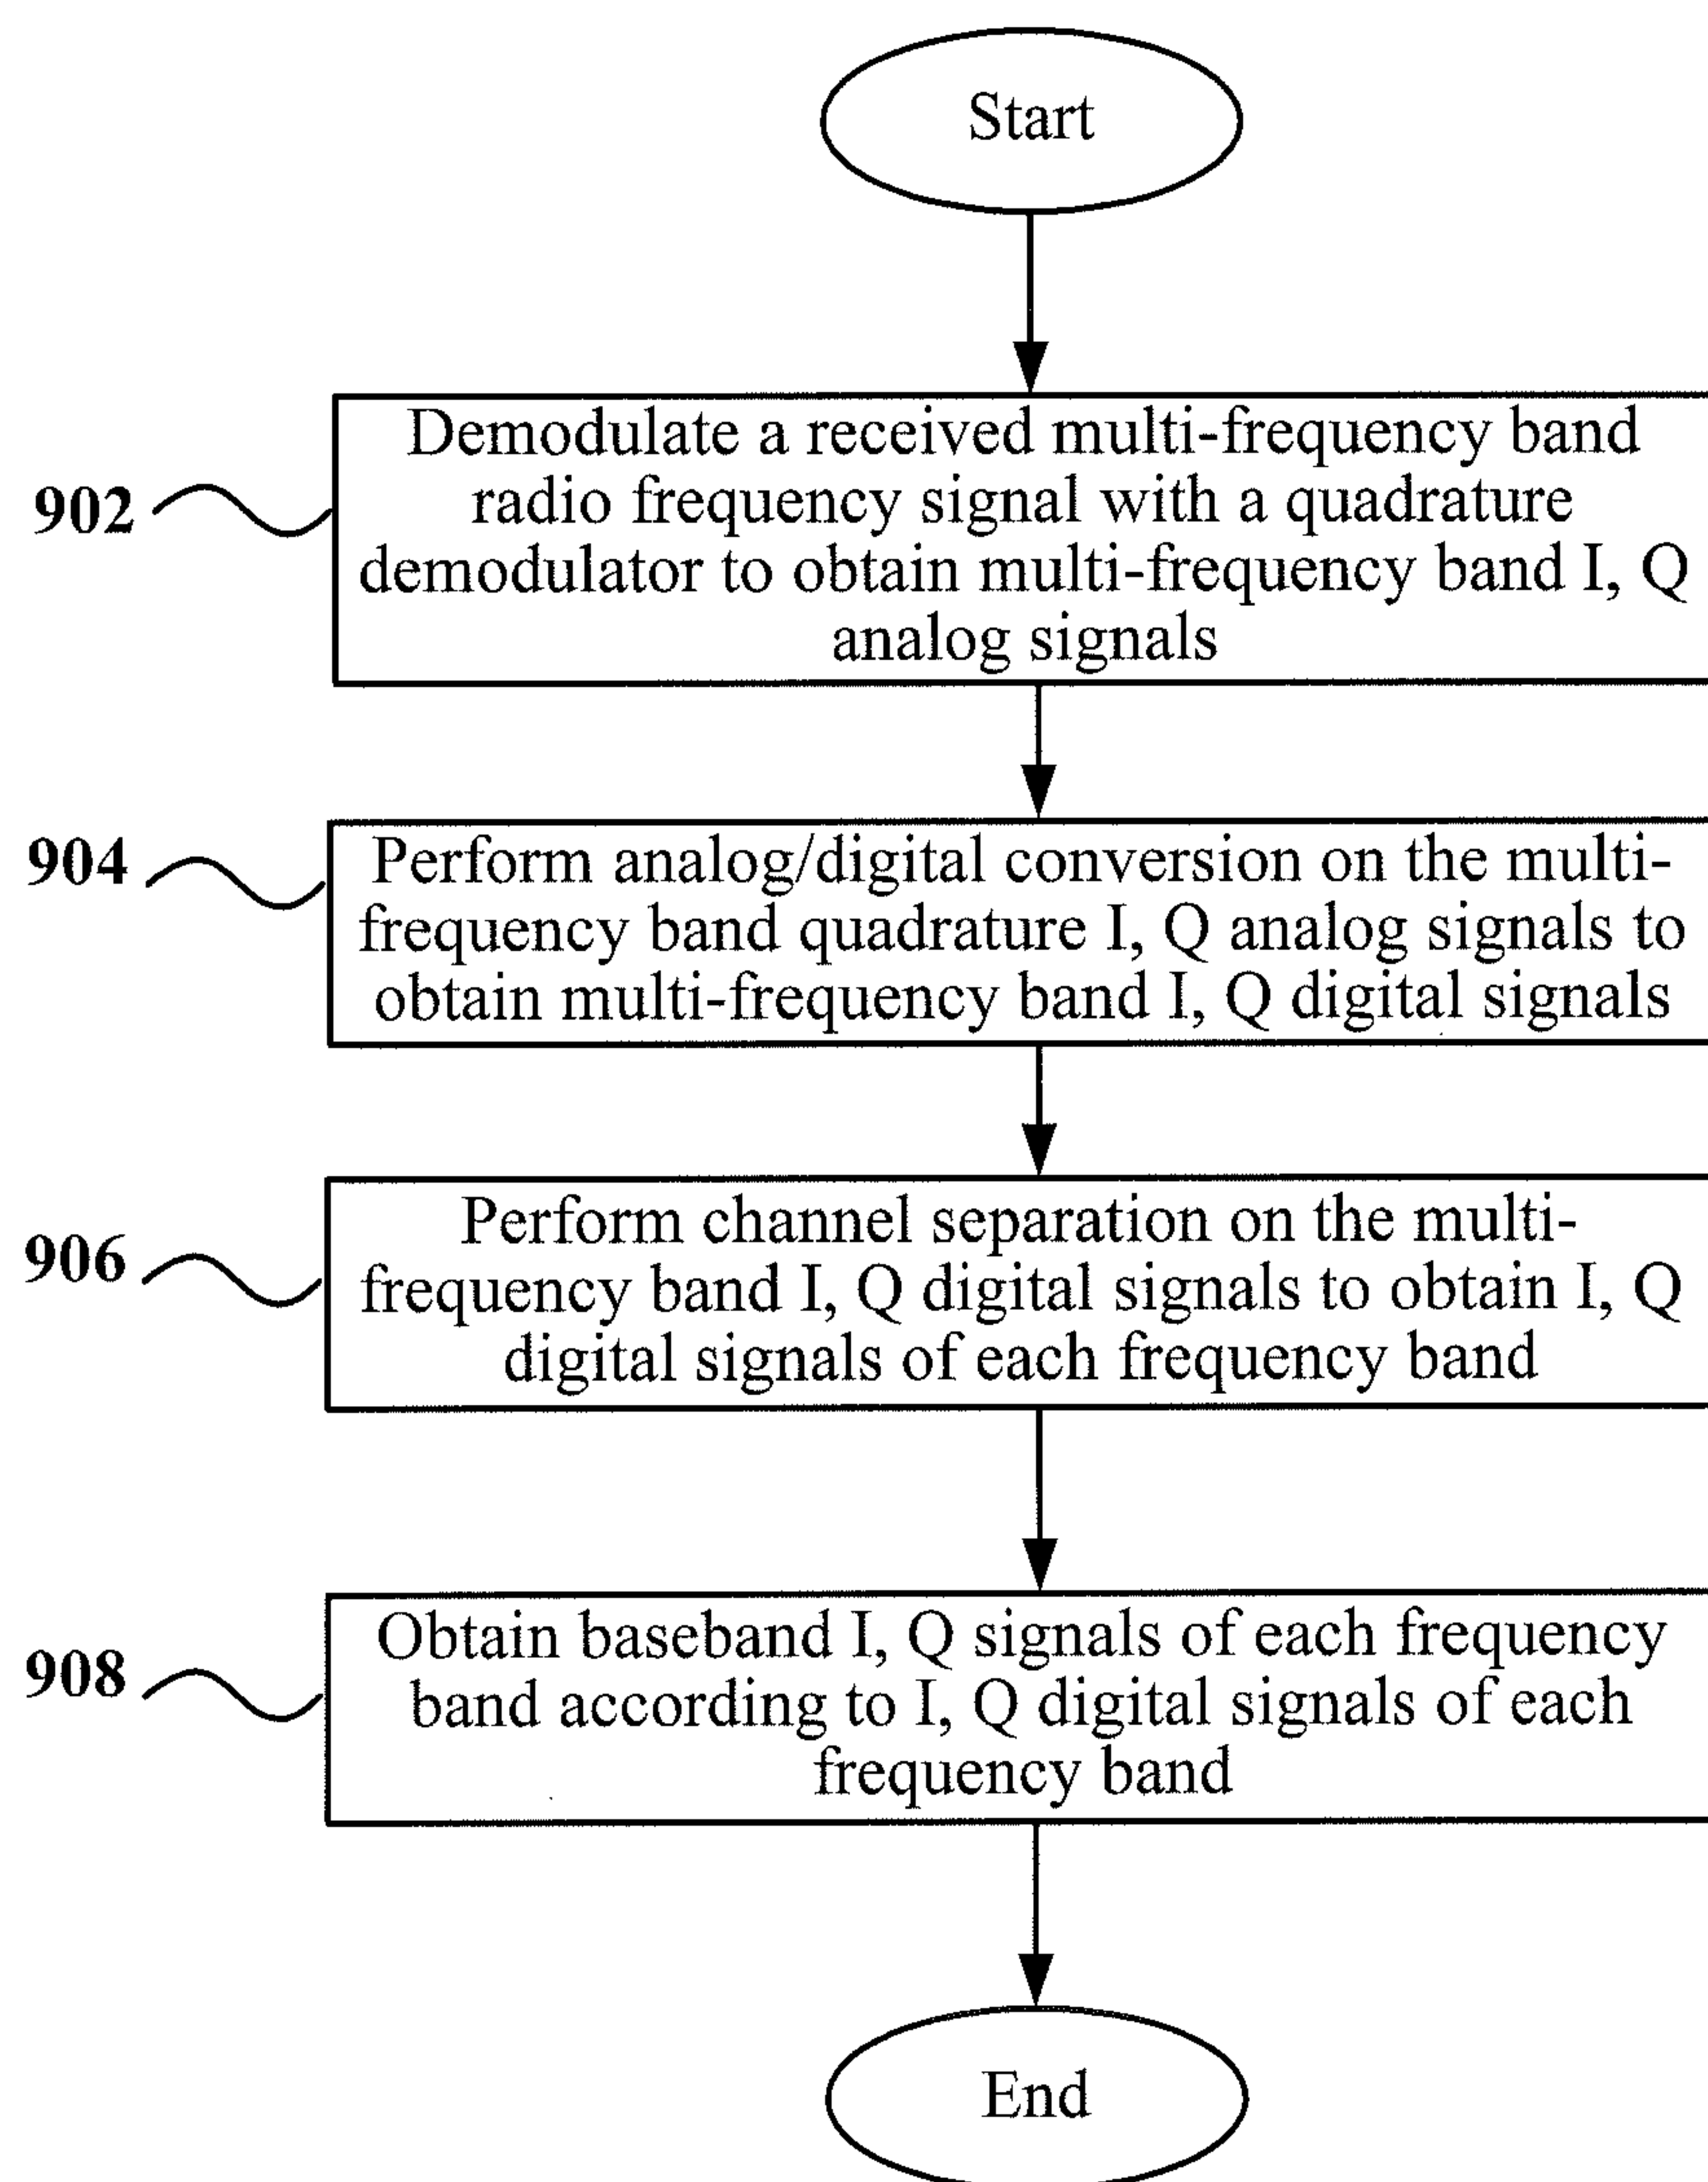 Start
Demodulate a received multi-frequency band
radio frequency signal with a quadrature
demodulator to obtain multi-frequency band I, Q
analog signals
902
Perform analog/digital conversion on the multi-
frequency band quadrature I, Q analog signals to
obtain multi-frequency band I, Q digital signals
904
Perform channel separation on the multi-
frequency band I, Q digital signals to obtain I, Q
digital signals of each frequency band
906
Obtain baseband I, Q signals of each frequency
band according to I, Q digital signals of each
frequency band
908
End